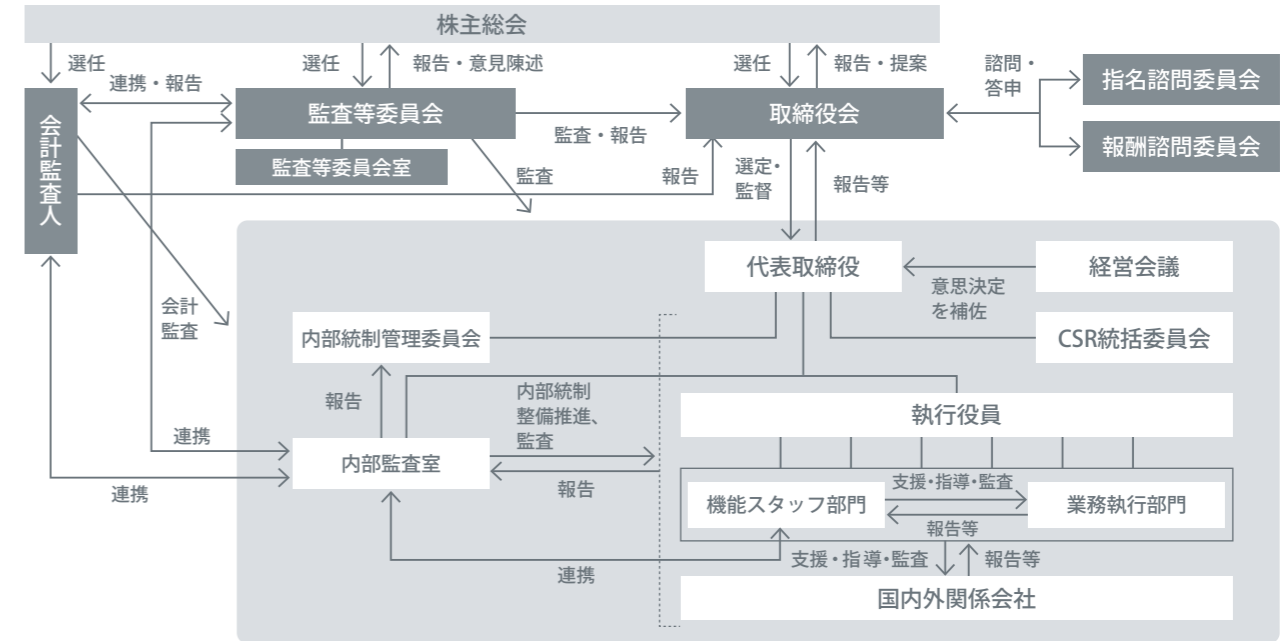 株主総会
選任
連携・報告
選任
報告・意見陳述
選任
報告・提案
諮問・
答申
指名諮問委員会
報酬諮問委員会
会計監査人
監査等委員会
監査等委員会室
監査・報告
取締役会
監査
報告
選定・
監督
報告等
代表取締役
経営会議
意思決定
を補佐
CSR統括委員会
会計
監査
内部統制管理委員会
報告
内部統制
整備推進、
監査
執行役員
連携
内部監査室
報告
連携
機能スタッフ部門
支援・指導・監査
報告等
業務執行部門
連携
支援・指導・監査
報告等
国内外関係会社